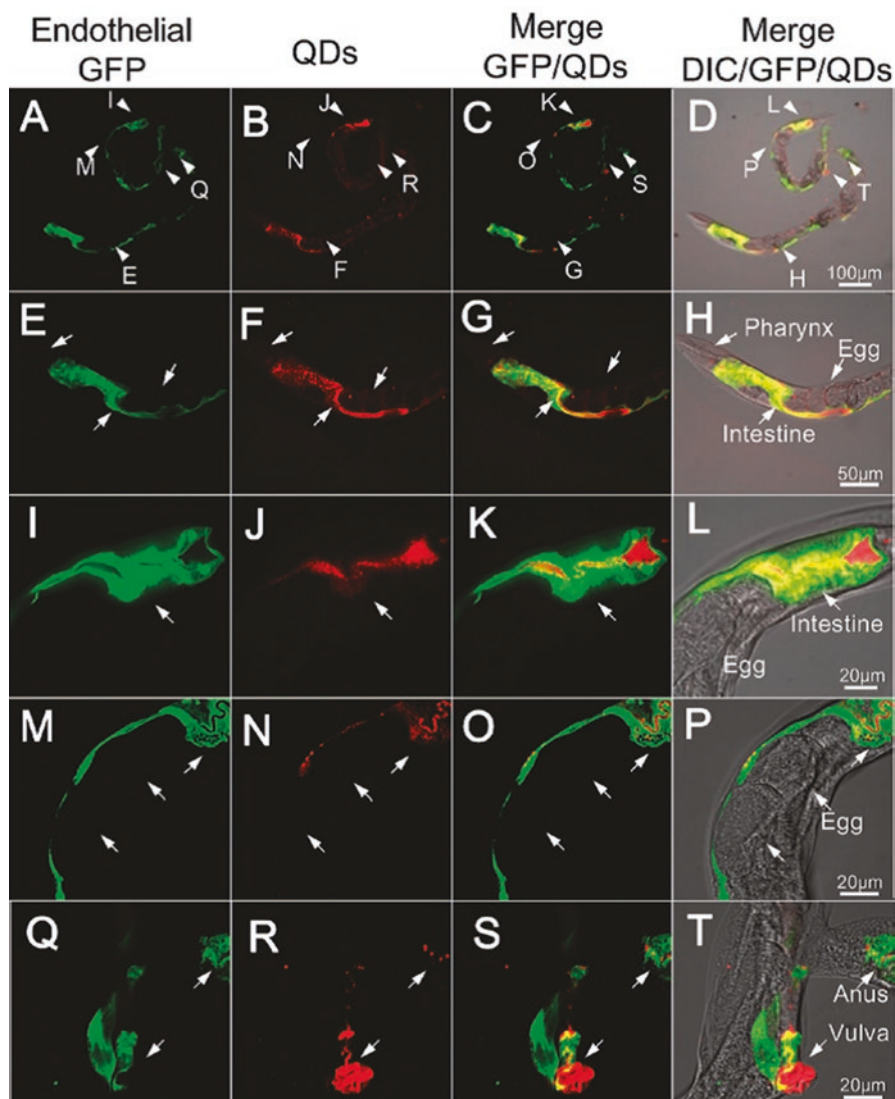 Endothelial
GFP
QDs
Merge
GFP/QDs
Merge
DIC/GFP/QDs
A
I
M
Q
E
B
J
N
R
F
C
K
O
S
G
D
L
P
T
H
100µm
E
F
G
H
Pharynx
Egg
Intestine
50µm
I
J
K
L
Intestine
Egg
20µm
M
N
O
P
Egg
20µm
Q
R
S
T
Anus
Vulva
20µm